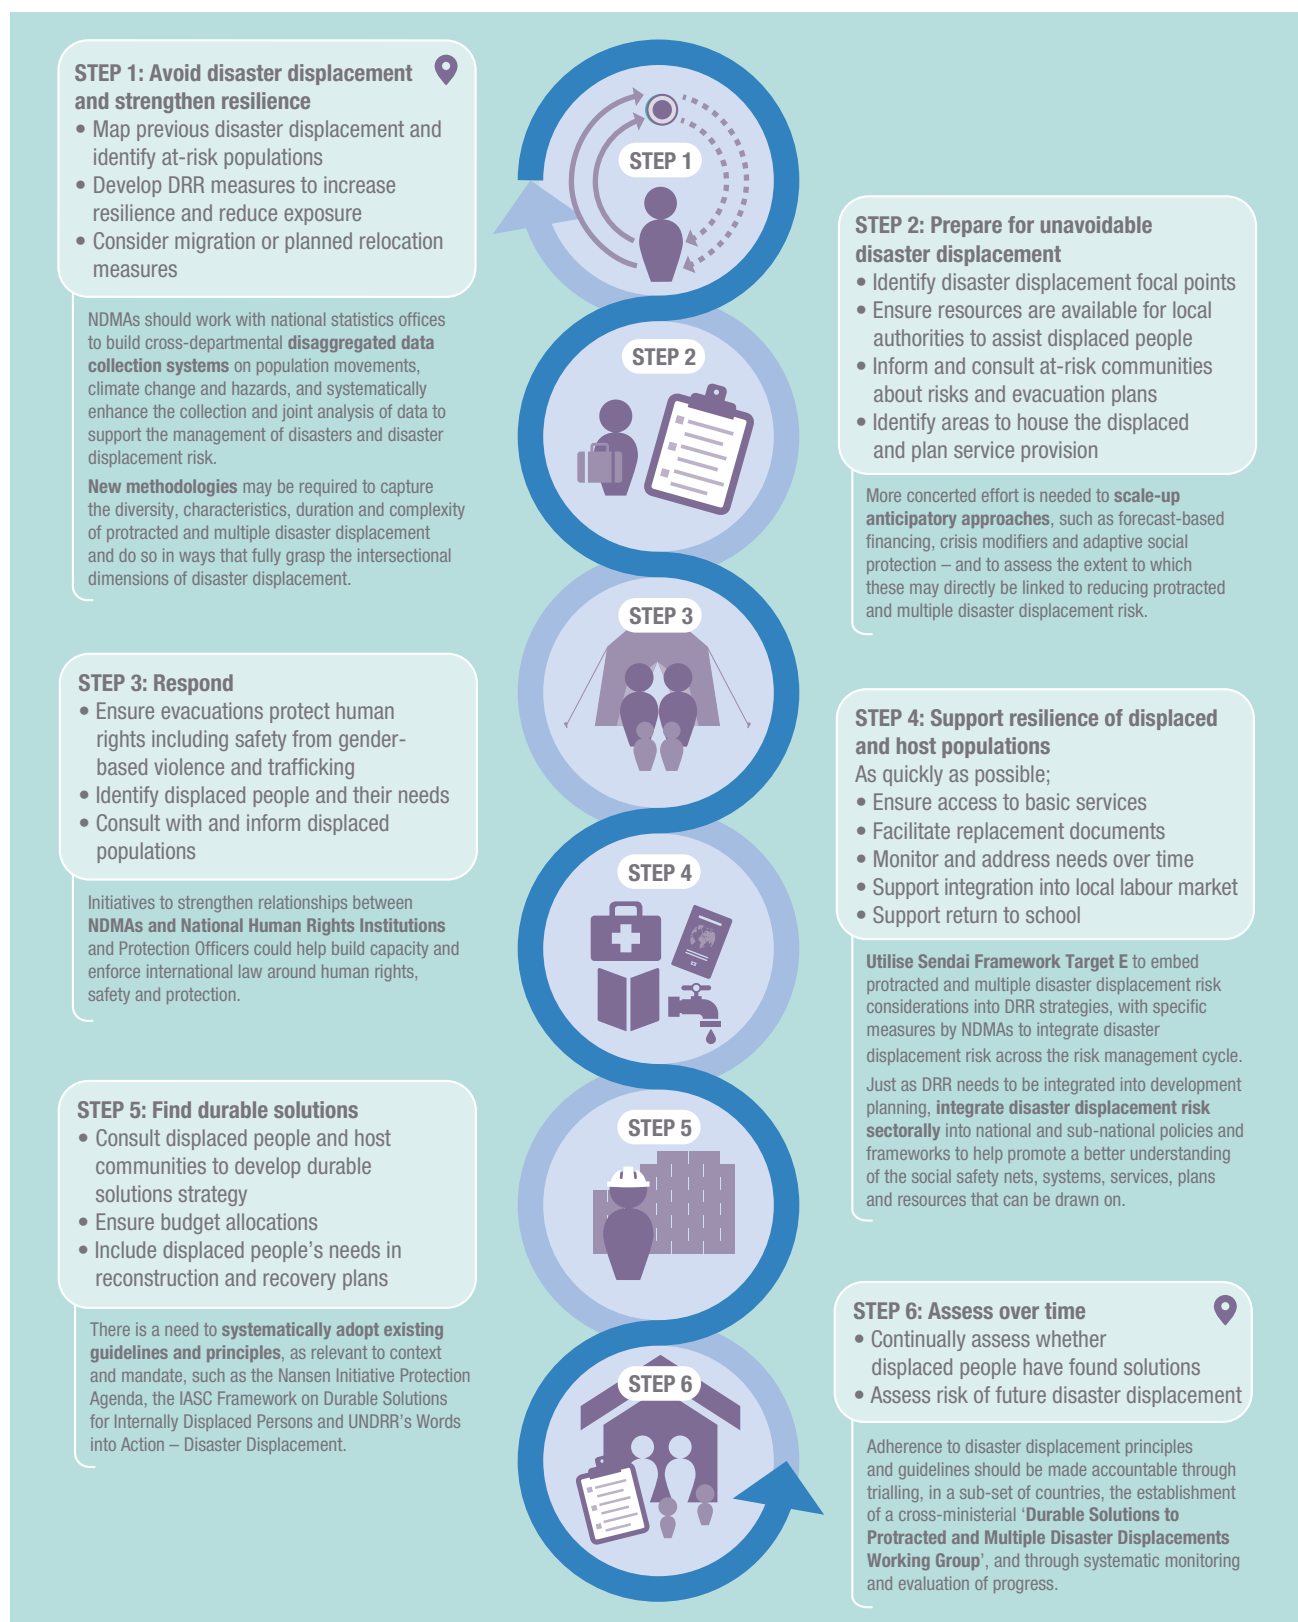 STEP 1: Avoid disaster displacement
and strengthen resilience
• Map previous disaster displacement and
identify at-risk populations
• Develop DRR measures to increase
resilience and reduce exposure
• Consider migration or planned relocation
measures
NDMAs should work with national statistics offices
to build cross-departmental disaggregated data
collection systems on population movements,
climate change and hazards, and systematically
enhance the collection and joint analysis of data to
support the management of disasters and disaster
displacement risk.
New methodologies may be required to capture
the diversity, characteristics, duration and complexity
of protracted and multiple disaster displacement
and do so in ways that fully grasp the intersectional
dimensions of disaster displacement.
STEP 1
STEP 2: Prepare for unavoidable
disaster displacement
• Identify disaster displacement focal points
• Ensure resources are available for local
authorities to assist displaced people
• Inform and consult at-risk communities
about risks and evacuation plans
• Identify areas to house the displaced
and plan service provision
More concerted effort is needed to scale-up
anticipatory approaches, such as forecast-based
financing, crisis modifiers and adaptive social
protection – and to assess the extent to which
these may directly be linked to reducing protracted
and multiple disaster displacement risk.
STEP 2
STEP 3: Respond
• Ensure evacuations protect human
rights including safety from gender-
based violence and trafficking
• Identify displaced people and their needs
• Consult with and inform displaced
populations
Initiatives to strengthen relationships between
NDMAs and National Human Rights Institutions
and Protection Officers could help build capacity and
enforce international law around human rights,
safety and protection.
STEP 3
STEP 4: Support resilience of displaced
and host populations
As quickly as possible;
• Ensure access to basic services
• Facilitate replacement documents
• Monitor and address needs over time
• Support integration into local labour market
• Support return to school
Utilise Sendai Framework Target E to embed
protracted and multiple disaster displacement risk
considerations into DRR strategies, with specific
measures by NDMAs to integrate disaster
displacement risk across the risk management cycle.
Just as DRR needs to be integrated into development
planning, integrate disaster displacement risk
sectorally into national and sub-national policies and
frameworks to help promote a better understanding
of the social safety nets, systems, services, plans
and resources that can be drawn on.
STEP 4
STEP 5: Find durable solutions
• Consult displaced people and host
communities to develop durable
solutions strategy
• Ensure budget allocations
• Include displaced people's needs in
reconstruction and recovery plans
There is a need to systematically adopt existing
guidelines and principles, as relevant to context
and mandate, such as the Nansen Initiative Protection
Agenda, the IASC Framework on Durable Solutions
for Internally Displaced Persons and UNDRR's Words
into Action – Disaster Displacement.
STEP 5
STEP 6: Assess over time
• Continually assess whether
displaced people have found solutions
• Assess risk of future disaster displacement
Adherence to disaster displacement principles
and guidelines should be made accountable through
trialling, in a sub-set of countries, the establishment
of a cross-ministerial 'Durable Solutions to
Protracted and Multiple Disaster Displacements
Working Group', and through systematic monitoring
and evaluation of progress.
STEP 6